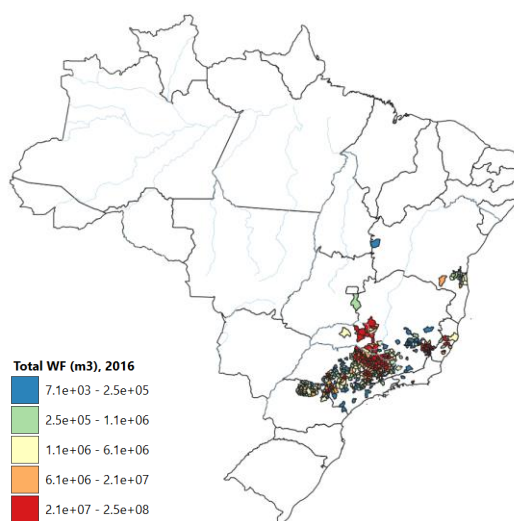 Total WF (m3), 2016
7.1e+03 - 2.5e+05
2.5e+05 - 1.1e+06
1.1e+06 - 6.1e+06
6.1e+06 - 2.1e+07
2.1e+07 - 2.5e+08